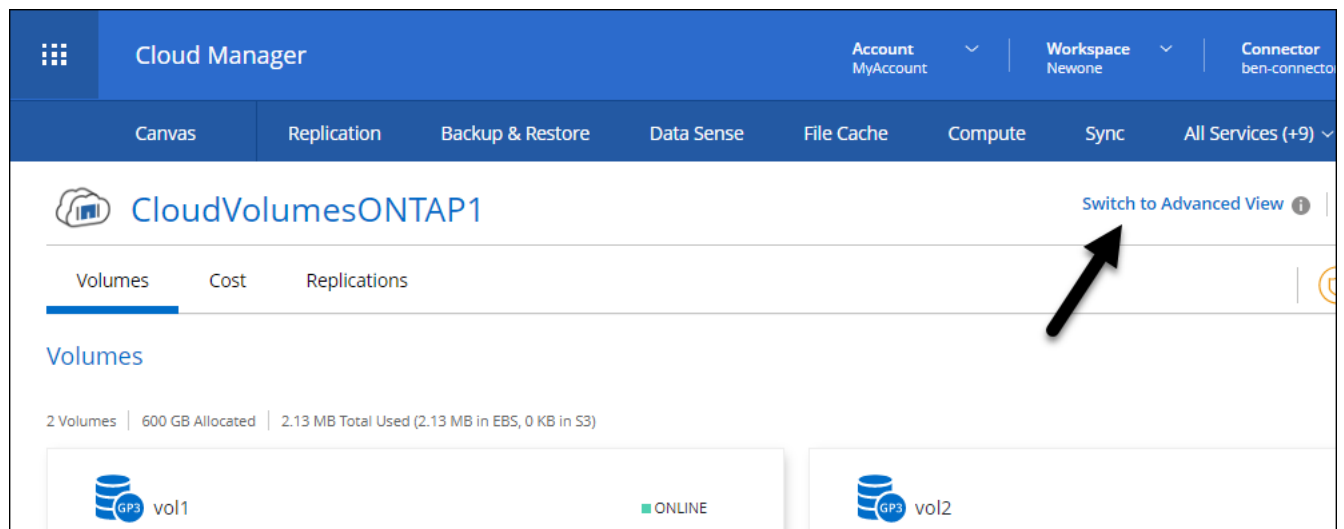 Cloud Manager
Account
MyAccount
Workspace
Newone
Connector
Canvas
Replication
Backup & Restore
Data Sense
File Cache
Compute
Sync
All Services (+9)
CloudVolumesONTAP1
Switch to Advanced View
Volumes
Cost
Replications
Volumes
2 Volumes | 600 GB Allocated | 2.13 MB Total Used (2.13 MB in EBS, 0 KB in S3)
GP3
vol1
ONLINE
GP3
vol2